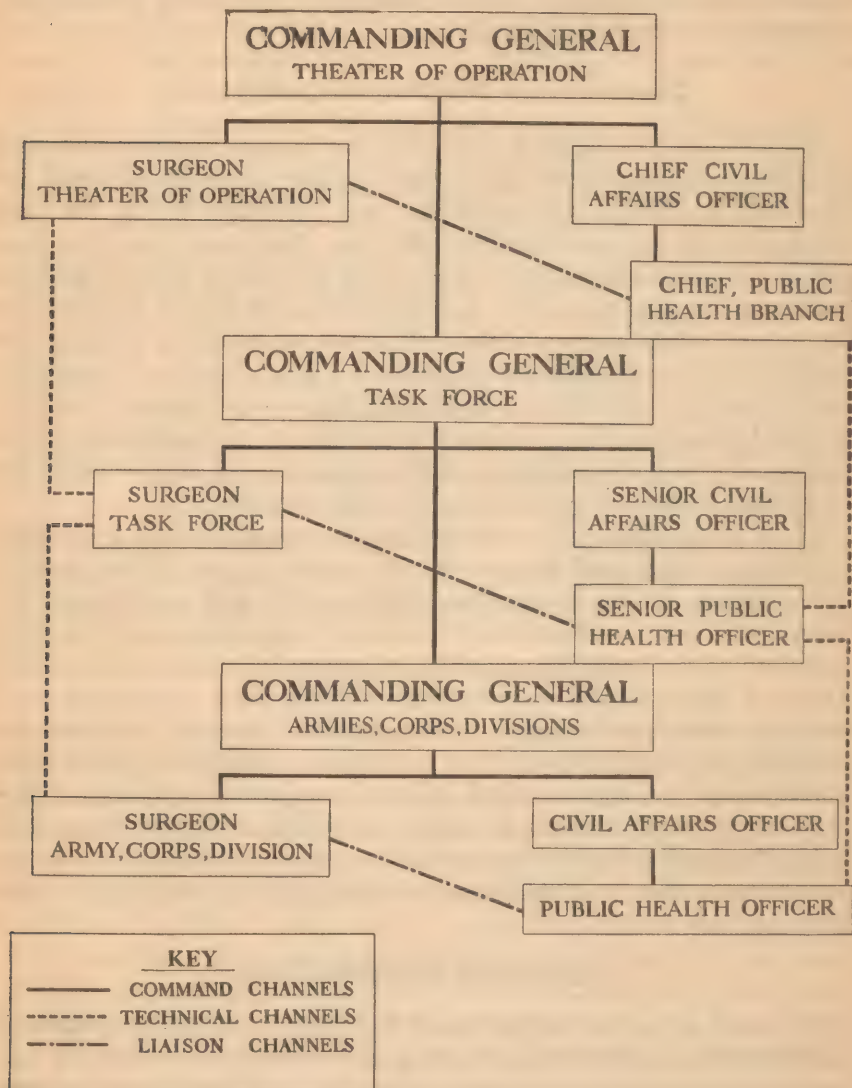 COMMANDING GENERAL
THEATER OF OPERATION
SURGEON
THEATER OF OPERATION
CHIEF CIVIL
AFFAIRS OFFICER
CHIEF, PUBLIC
HEALTH BRANCH
COMMANDING GENERAL
TASK FORCE
SURGEON
TASK FORCE
SENIOR CIVIL
AFFAIRS OFFICER
SENIOR PUBLIC
HEALTH OFFICER
COMMANDING GENERAL
ARMIES,CORPS,DIVISIONS
SURGEON
ARMY,CORPS,DIVISION
CIVIL AFFAIRS OFFICER
PUBLIC HEALTH OFFICER
KEY
COMMAND CHANNELS
TECHNICAL CHANNELS
LIAISON CHANNELS